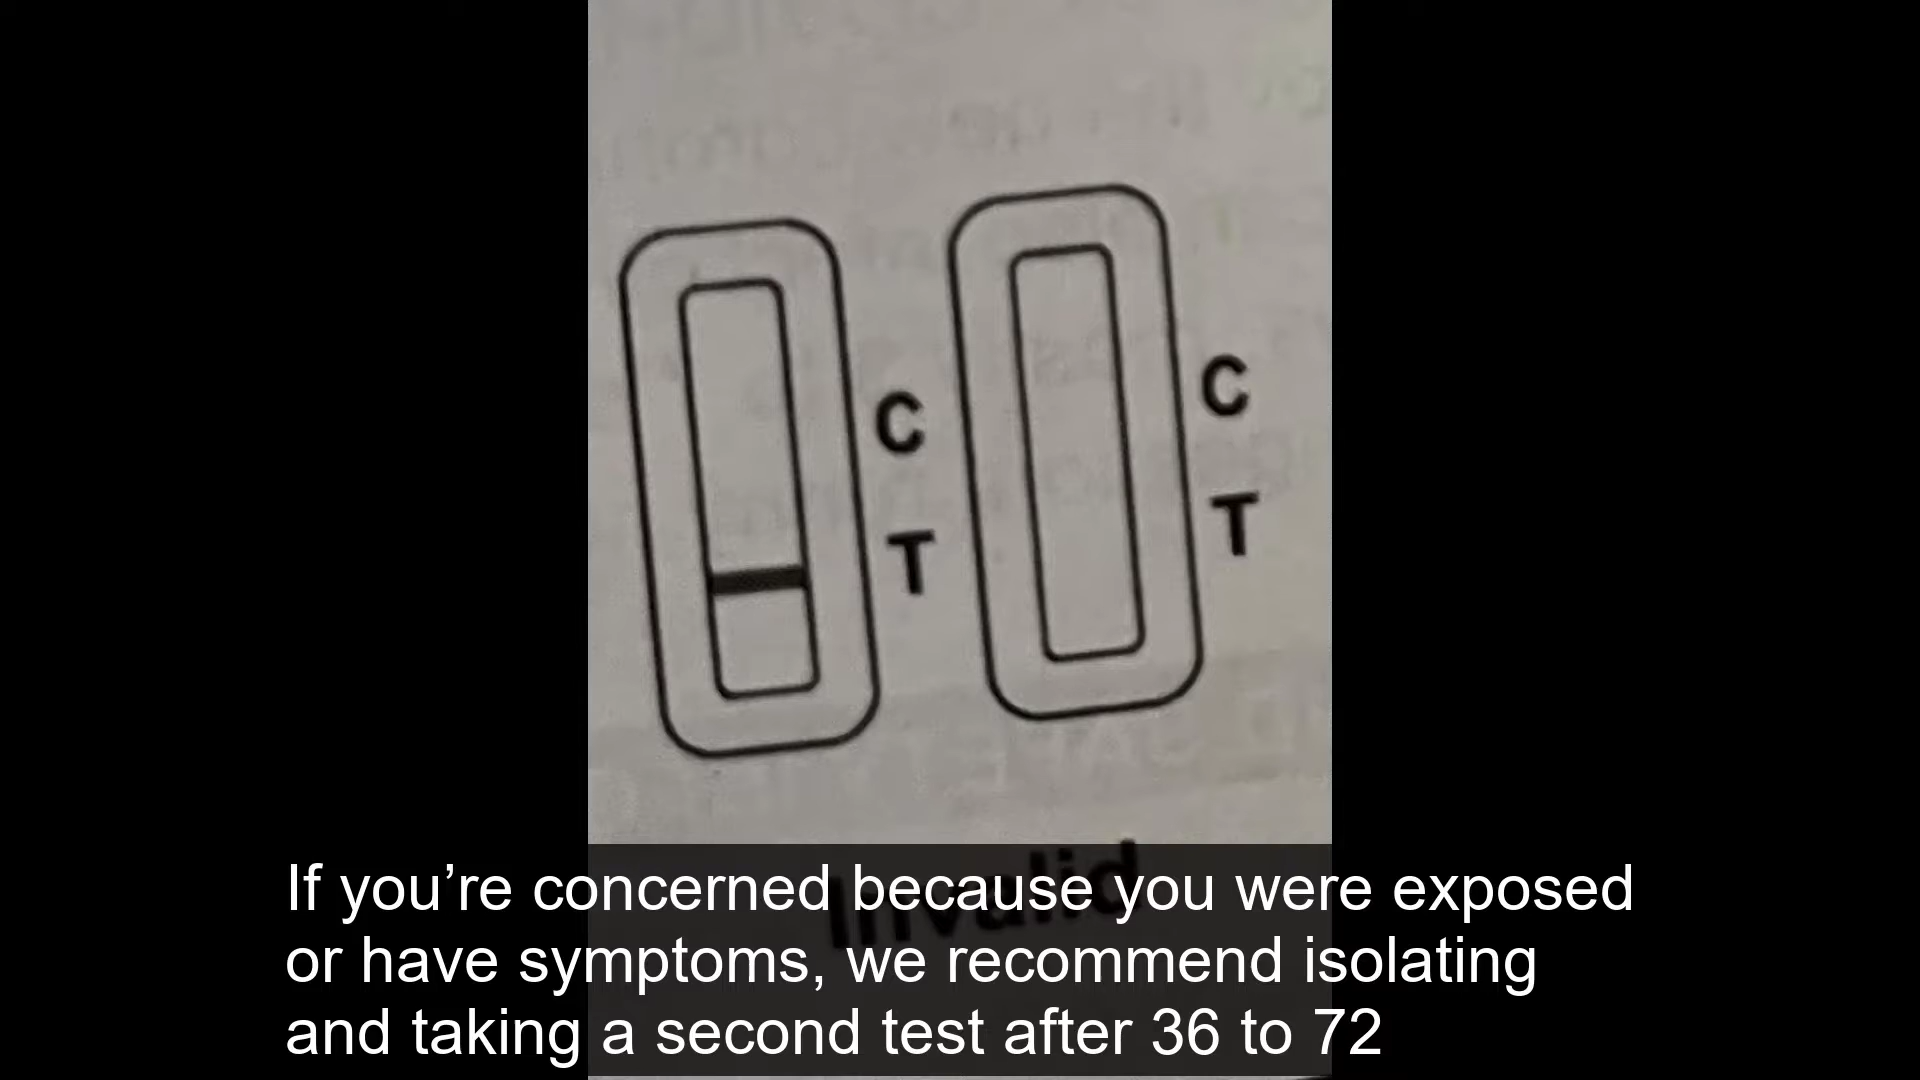 C
T
C
T
Invalid
If you’re concerned because you were exposed
or have symptoms, we recommend isolating
and taking a second test after 36 to 72